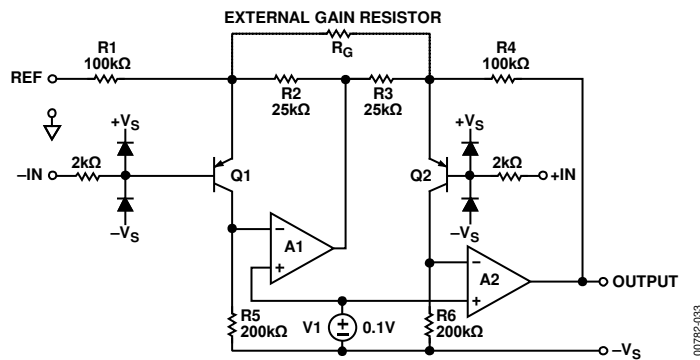 EXTERNAL GAIN RESISTOR
RG
R1
100kΩ
R4
100kΩ
REF
R2
25kΩ
R3
25kΩ
+VS
+VS
–IN
2kΩ
Q1
Q2
2kΩ
+IN
–VS
–VS
A1
–
+
A2
–
+
OUTPUT
R5
200kΩ
V1
0.1V
R6
200kΩ
–VS
00782-033